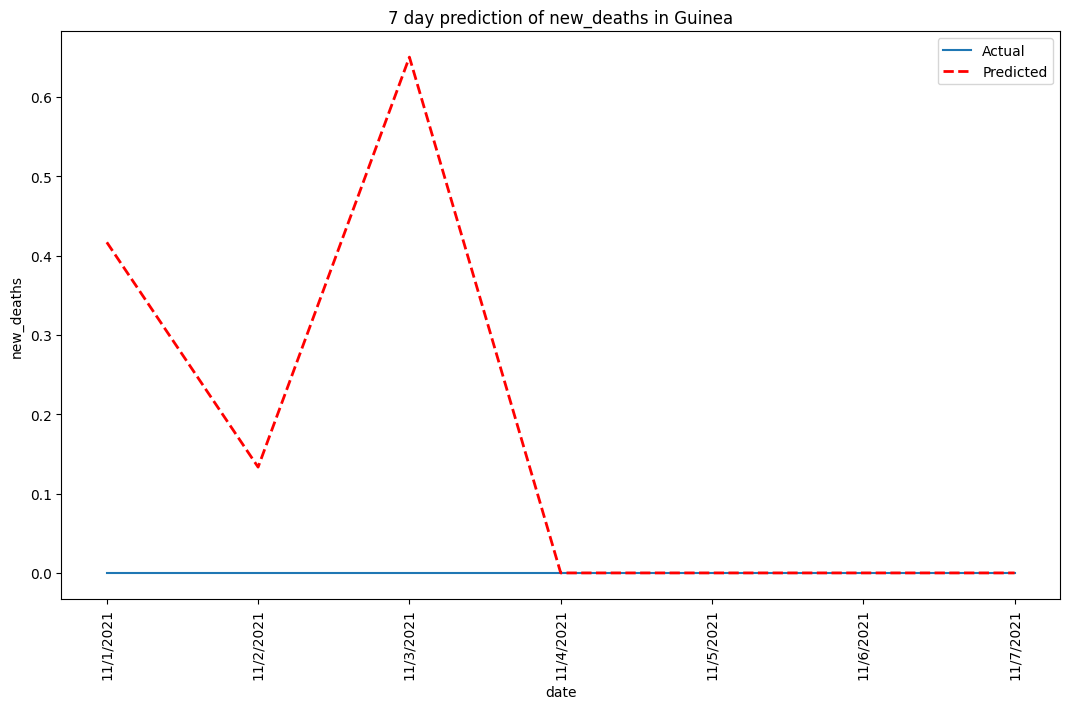 7 day prediction of new_deaths in Guinea
Actual
Predicted
new_deaths
0.6
0.5
0.4
0.3
0.2
0.1
0.0
11/1/2021
11/2/2021
11/3/2021
11/4/2021
11/5/2021
11/6/2021
11/7/2021
date